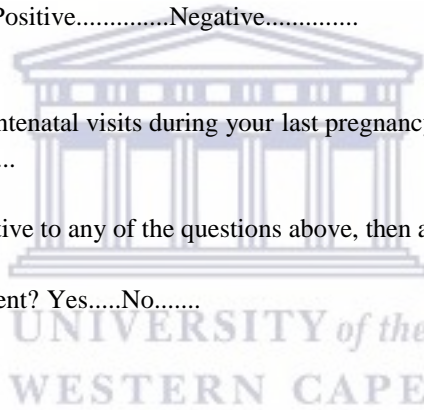 Positive..............Negative..............
ntenatal visits during your last pregnancy
...
tive to any of the questions above, then a
ent? Yes.....No.......
UNIVERSITY of the
WESTERN CAPE